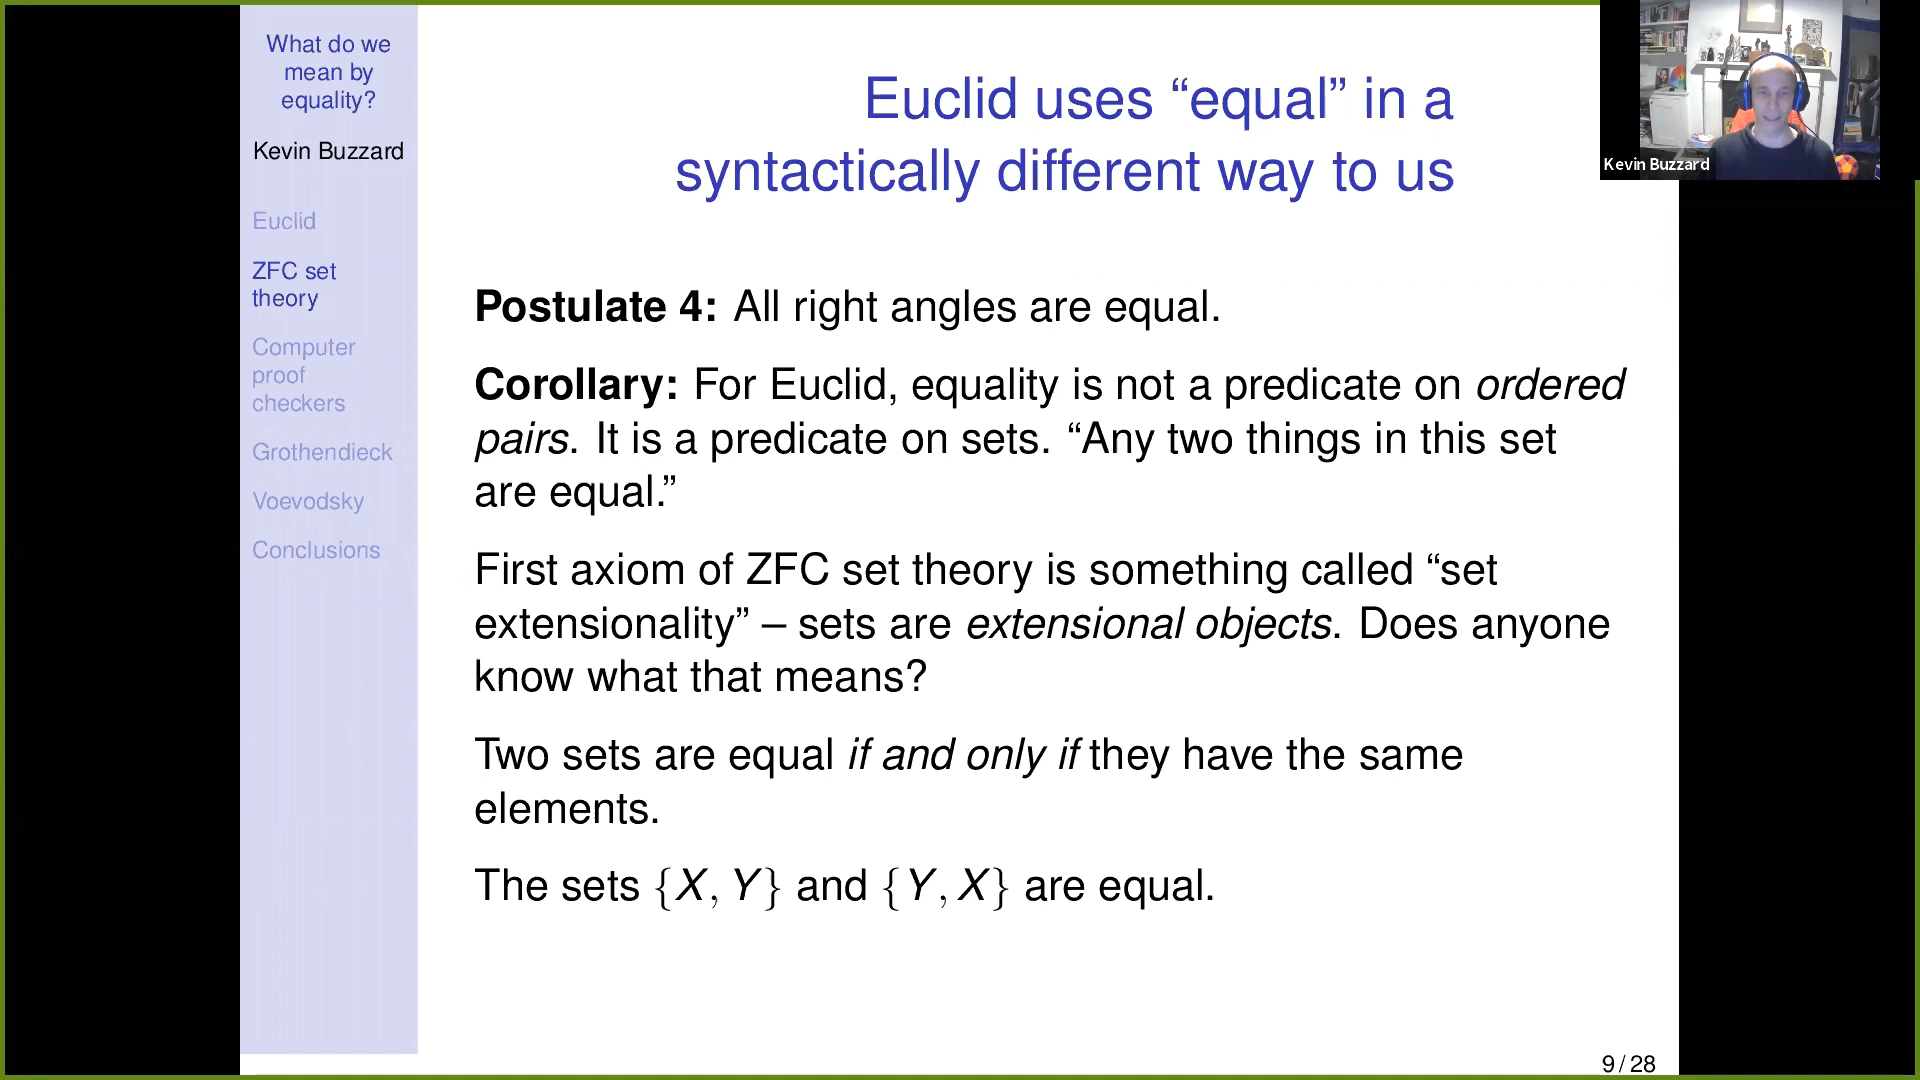 What do we
mean by
equality?
Kevin Buzzard
Euclid
ZFC set
theory
Computer
proof
checkers
Grothendieck
Voevodsky
Conclusions
Euclid uses “equal” in a
syntactically different way to us
Postulate 4: All right angles are equal.
Corollary: For Euclid, equality is not a predicate on ordered
pairs. It is a predicate on sets. “Any two things in this set
are equal.”
First axiom of ZFC set theory is something called “set
extensionality” – sets are extensional objects. Does anyone
know what that means?
Two sets are equal if and only if they have the same
elements.
The sets {X, Y} and {Y, X} are equal.
9 / 28
Kevin Buzzard